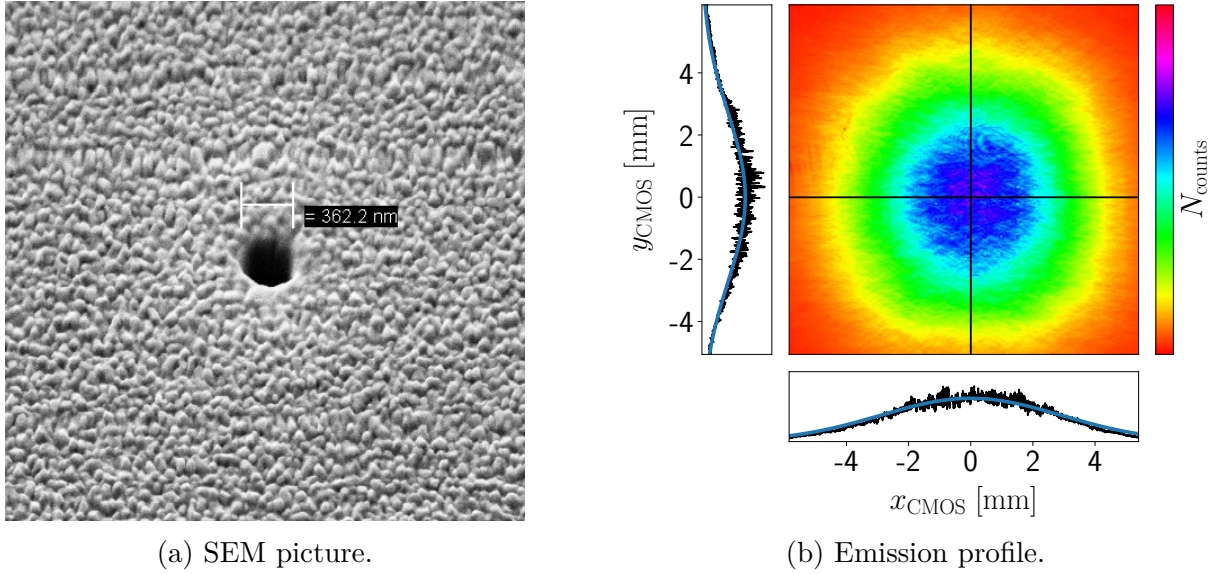 = 362.2 nm
(a) SEM picture.
4
2
0
-2
-4
y_CMOS [mm]
N_counts
-4 -2 0 2 4
x_CMOS [mm]
(b) Emission profile.